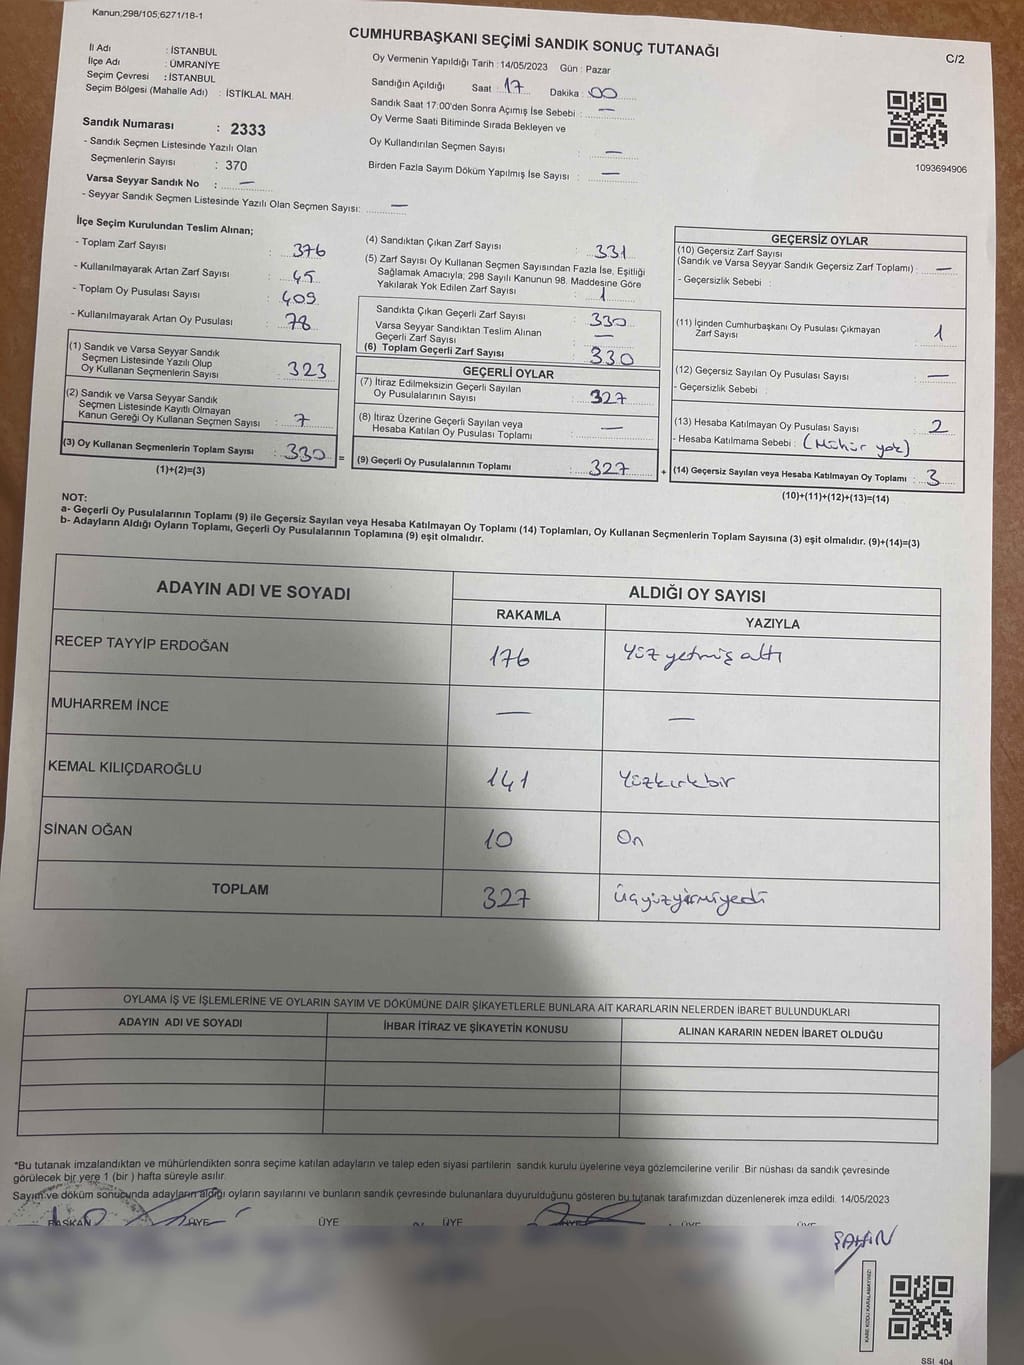 Kanun;298/105;6271/18-1
CUMHURBAŞKANI SEÇİMİ SANDIK SONUÇ TUTANAĞI
C/2
İl Adı : İSTANBUL
İlçe Adı : ÜMRANİYE
Seçim Çevresi : İSTANBUL
Seçim Bölgesi (Mahalle Adı) : İSTİKLAL MAH.
Oy Vermenin Yapıldığı Tarih : 14/05/2023 Gün : Pazar
Sandığın Açıldığı Saat : 17 Dakika : 00
Sandık Saat 17:00'den Sonra Açımış İse Sebebi : —
Oy Verme Saati Bitiminde Sırada Bekleyen ve
Oy Kullandırılan Seçmen Sayısı : —
Birden Fazla Sayım Döküm Yapılmış İse Sayısı : —
1093694906
Sandık Numarası : 2333
- Sandık Seçmen Listesinde Yazılı Olan
Seçmenlerin Sayısı : 370
Varsa Seyyar Sandık No : —
- Seyyar Sandık Seçmen Listesinde Yazılı Olan Seçmen Sayısı: —
İlçe Seçim Kurulundan Teslim Alınan;
- Toplam Zarf Sayısı : 376
- Kullanılmayarak Artan Zarf Sayısı : 45
- Toplam Oy Pusulası Sayısı : 409
- Kullanılmayarak Artan Oy Pusulası : 78
(1) Sandık ve Varsa Seyyar Sandık
Seçmen Listesinde Yazılı Olup
Oy Kullanan Seçmenlerin Sayısı : 323
(2) Sandık ve Varsa Seyyar Sandık
Seçmen Listesinde Kayıtlı Olmayan
Kanun Gereği Oy Kullanan Seçmen Sayısı : 7
(3) Oy Kullanan Seçmenlerin Toplam Sayısı : 330 =
(1)+(2)=(3)
(4) Sandıktan Çıkan Zarf Sayısı : 331
(5) Zarf Sayısı Oy Kullanan Seçmen Sayısından Fazla İse, Eşitliği
Sağlamak Amacıyla, 298 Sayılı Kanunun 98. Maddesine Göre
Yakılarak Yok Edilen Zarf Sayısı : 1
Sandıkta Çıkan Geçerli Zarf Sayısı : 330
Varsa Seyyar Sandıktan Teslim Alınan
Geçerli Zarf Sayısı : —
(6) Toplam Geçerli Zarf Sayısı : 330
GEÇERLİ OYLAR
(7) İtiraz Edilmeksizin Geçerli Sayılan
Oy Pusulalarının Sayısı : 327
(8) İtiraz Üzerine Geçerli Sayılan veya
Hesaba Katılan Oy Pusulası Toplamı : —
(9) Geçerli Oy Pusulalarının Toplamı : 327 +
GEÇERSİZ OYLAR
(10) Geçersiz Zarf Sayısı
(Sandık ve Varsa Seyyar Sandık Geçersiz Zarf Toplamı) : —
- Geçersizlik Sebebi :
(11) İçinden Cumhurbaşkanı Oy Pusulası Çıkmayan
Zarf Sayısı : 1
(12) Geçersiz Sayılan Oy Pusulası Sayısı : —
- Geçersizlik Sebebi :
(13) Hesaba Katılmayan Oy Pusulası Sayısı : 2
- Hesaba Katılmama Sebebi : (Mühür yok)
(14) Geçersiz Sayılan veya Hesaba Katılmayan Oy Toplamı : 3
(10)+(11)+(12)+(13)=(14)
NOT:
a- Geçerli Oy Pusulalarının Toplamı (9) ile Geçersiz Sayılan veya Hesaba Katılmayan Oy Toplamı (14) Toplamları, Oy Kullanan Seçmenlerin Toplam Sayısına (3) eşit olmalıdır. (9)+(14)=(3)
b- Adayların Aldığı Oyların Toplamı, Geçerli Oy Pusulalarının Toplamına (9) eşit olmalıdır.
ADAYIN ADI VE SOYADI
ALDIĞI OY SAYISI
RAKAMLA YAZIYLA
RECEP TAYYİP ERDOĞAN 176 Yüz yetmiş altı
MUHARREM İNCE — —
KEMAL KILIÇDAROĞLU 141 Yüzkırkbir
SİNAN OĞAN 10 On
TOPLAM 327 Üçyüzyirmiyedi
OYLAMA İŞ VE İŞLEMLERİNE VE OYLARIN SAYIM VE DÖKÜMÜNE DAİR ŞİKAYETLERLE BUNLARA AİT KARARLARIN NELERDEN İBARET BULUNDUKLARI
ADAYIN ADI VE SOYADI İHBAR İTİRAZ VE ŞİKAYETİN KONUSU ALINAN KARARIN NEDEN İBARET OLDUĞU
*Bu tutanak imzalandıktan ve mühürlendikten sonra seçime katılan adayların ve talep eden siyasi partilerin sandık kurulu üyelerine veya gözlemcilerine verilir. Bir nüshası da sandık çevresinde
görülecek bir yere 1 (bir ) hafta süreyle asılır.
Sayım ve döküm sonucunda adayların aldığı oyların sayılarını ve bunların sandık çevresinde bulunanlara duyurulduğunu gösteren bu tutanak tarafımızdan düzenlenerek imza edildi. 14/05/2023
BAŞKAN ÜYE ÜYE ÜYE ÜYE ÜYE ÜYE
ŞAHİN
KARE KODU KARALAMAYINIZ!
SSI_404